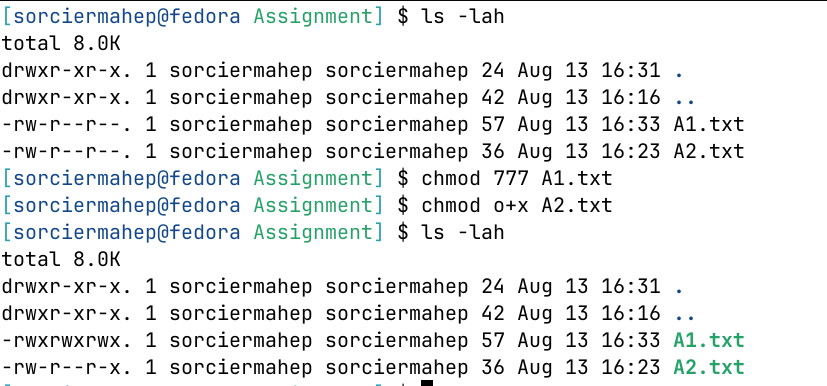 [sorciermahep@fedora Assignment] $ ls -lah
total 8.0K
drwxr-xr-x. 1 sorciermahep sorciermahep 24 Aug 13 16:31 .
drwxr-xr-x. 1 sorciermahep sorciermahep 42 Aug 13 16:16 ..
-rw-r--r--. 1 sorciermahep sorciermahep 57 Aug 13 16:33 A1.txt
-rw-r--r--. 1 sorciermahep sorciermahep 36 Aug 13 16:23 A2.txt
[sorciermahep@fedora Assignment] $ chmod 777 A1.txt
[sorciermahep@fedora Assignment] $ chmod o+x A2.txt
[sorciermahep@fedora Assignment] $ ls -lah
total 8.0K
drwxr-xr-x. 1 sorciermahep sorciermahep 24 Aug 13 16:31 .
drwxr-xr-x. 1 sorciermahep sorciermahep 42 Aug 13 16:16 ..
-rwxrwxrwx. 1 sorciermahep sorciermahep 57 Aug 13 16:33 A1.txt
-rw-r--r-x. 1 sorciermahep sorciermahep 36 Aug 13 16:23 A2.txt